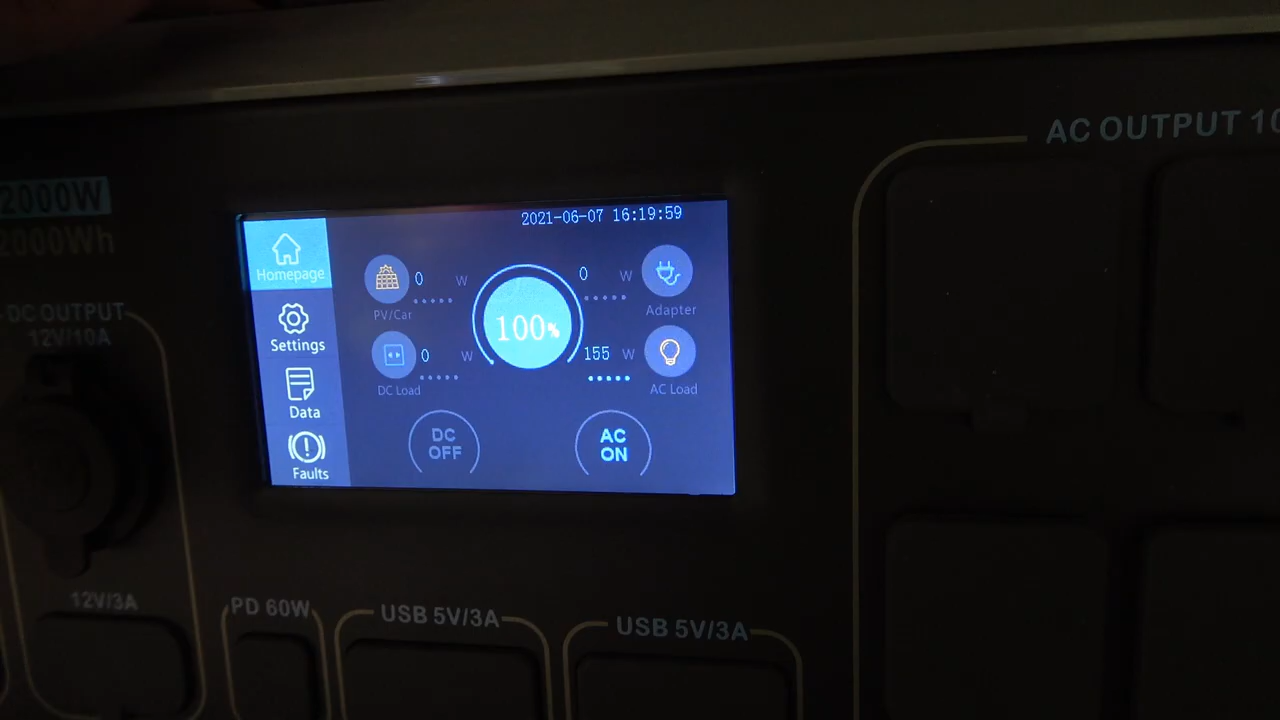 AC OUTPUT
2000W
2000Wh
DC OUTPUT
12V/10A
2021-06-07 16:19:59
Homepage
Settings
Data
Faults
0 W
PV/Car
0 W
Adapter
100%
0 W
DC Load
155 W
AC Load
DC
OFF
AC
ON
12V/3A
PD 60W
USB 5V/3A
USB 5V/3A